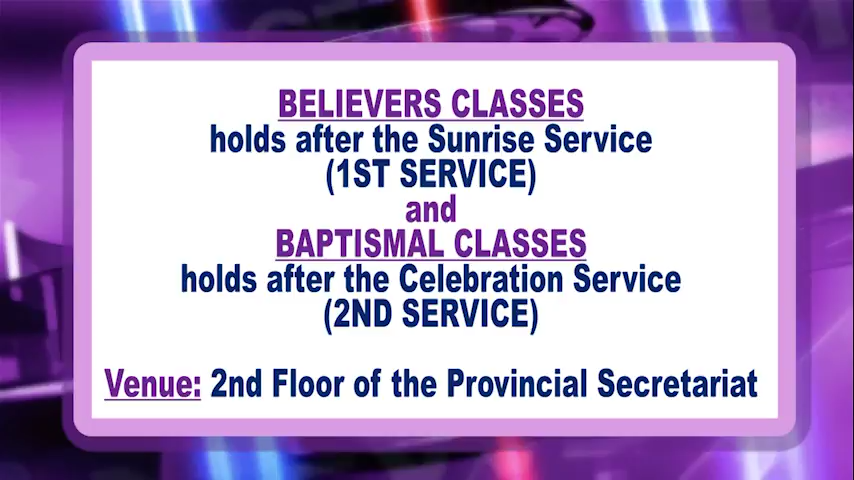 BELIEVERS CLASSES
holds after the Sunrise Service
(1ST SERVICE)
and
BAPTISMAL CLASSES
holds after the Celebration Service
(2ND SERVICE)
Venue: 2nd Floor of the Provincial Secretariat